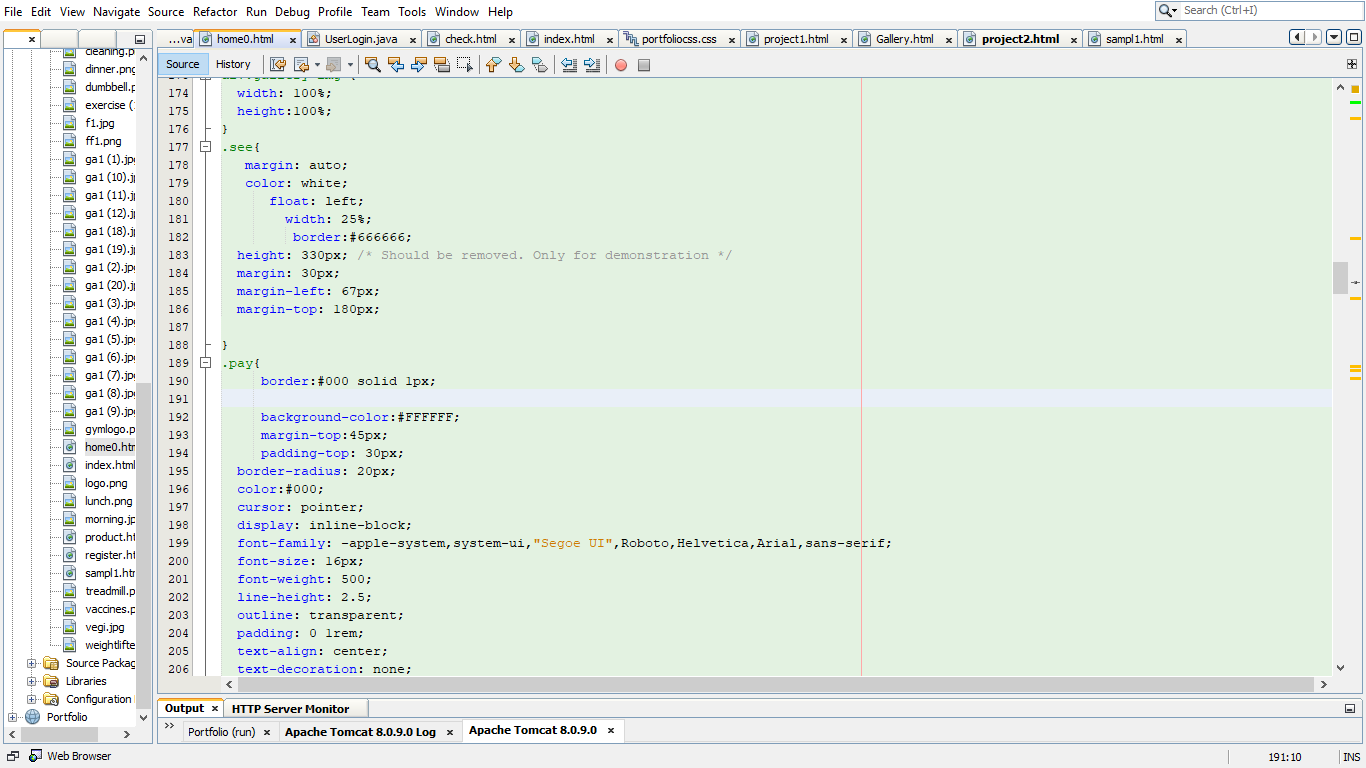 File Edit View Navigate Source Refactor Run Debug Profile Team Tools Window Help
Search (Ctrl+I)
...va home0.html UserLogin.java check.html index.html portfoliocss.css project1.html Gallery.html project2.html sampl1.html
Source History
cleaning.p
dinner.png
dumbbell.p
exercise (
f1.jpg
ff1.png
ga1 (1).jpg
ga1 (10).j
ga1 (11).j
ga1 (12).j
ga1 (18).j
ga1 (19).j
ga1 (2).jp
ga1 (20).j
ga1 (3).jp
ga1 (4).jp
ga1 (5).jp
ga1 (6).jp
ga1 (7).jp
ga1 (8).jp
ga1 (9).jp
gymlogo.p
home0.htm
index.html
logo.png
lunch.png
morning.jp
product.ht
register.ht
sampl1.htm
treadmill.p
vaccines.p
vegi.jpg
weightlifte
Source Packag
Libraries
Configuration
Portfolio
174 width: 100%;
175 height:100%;
176 }
177 .see{
178 margin: auto;
179 color: white;
180 float: left;
181 width: 25%;
182 border:#666666;
183 height: 330px; /* Should be removed. Only for demonstration */
184 margin: 30px;
185 margin-left: 67px;
186 margin-top: 180px;
187
188 }
189 .pay{
190 border:#000 solid 1px;
191
192 background-color:#FFFFFF;
193 margin-top:45px;
194 padding-top: 30px;
195 border-radius: 20px;
196 color:#000;
197 cursor: pointer;
198 display: inline-block;
199 font-family: -apple-system,system-ui,"Segoe UI",Roboto,Helvetica,Arial,sans-serif;
200 font-size: 16px;
201 font-weight: 500;
202 line-height: 2.5;
203 outline: transparent;
204 padding: 0 1rem;
205 text-align: center;
206 text-decoration: none;
Output HTTP Server Monitor
Portfolio (run) Apache Tomcat 8.0.9.0 Log Apache Tomcat 8.0.9.0
Web Browser
191:10 INS